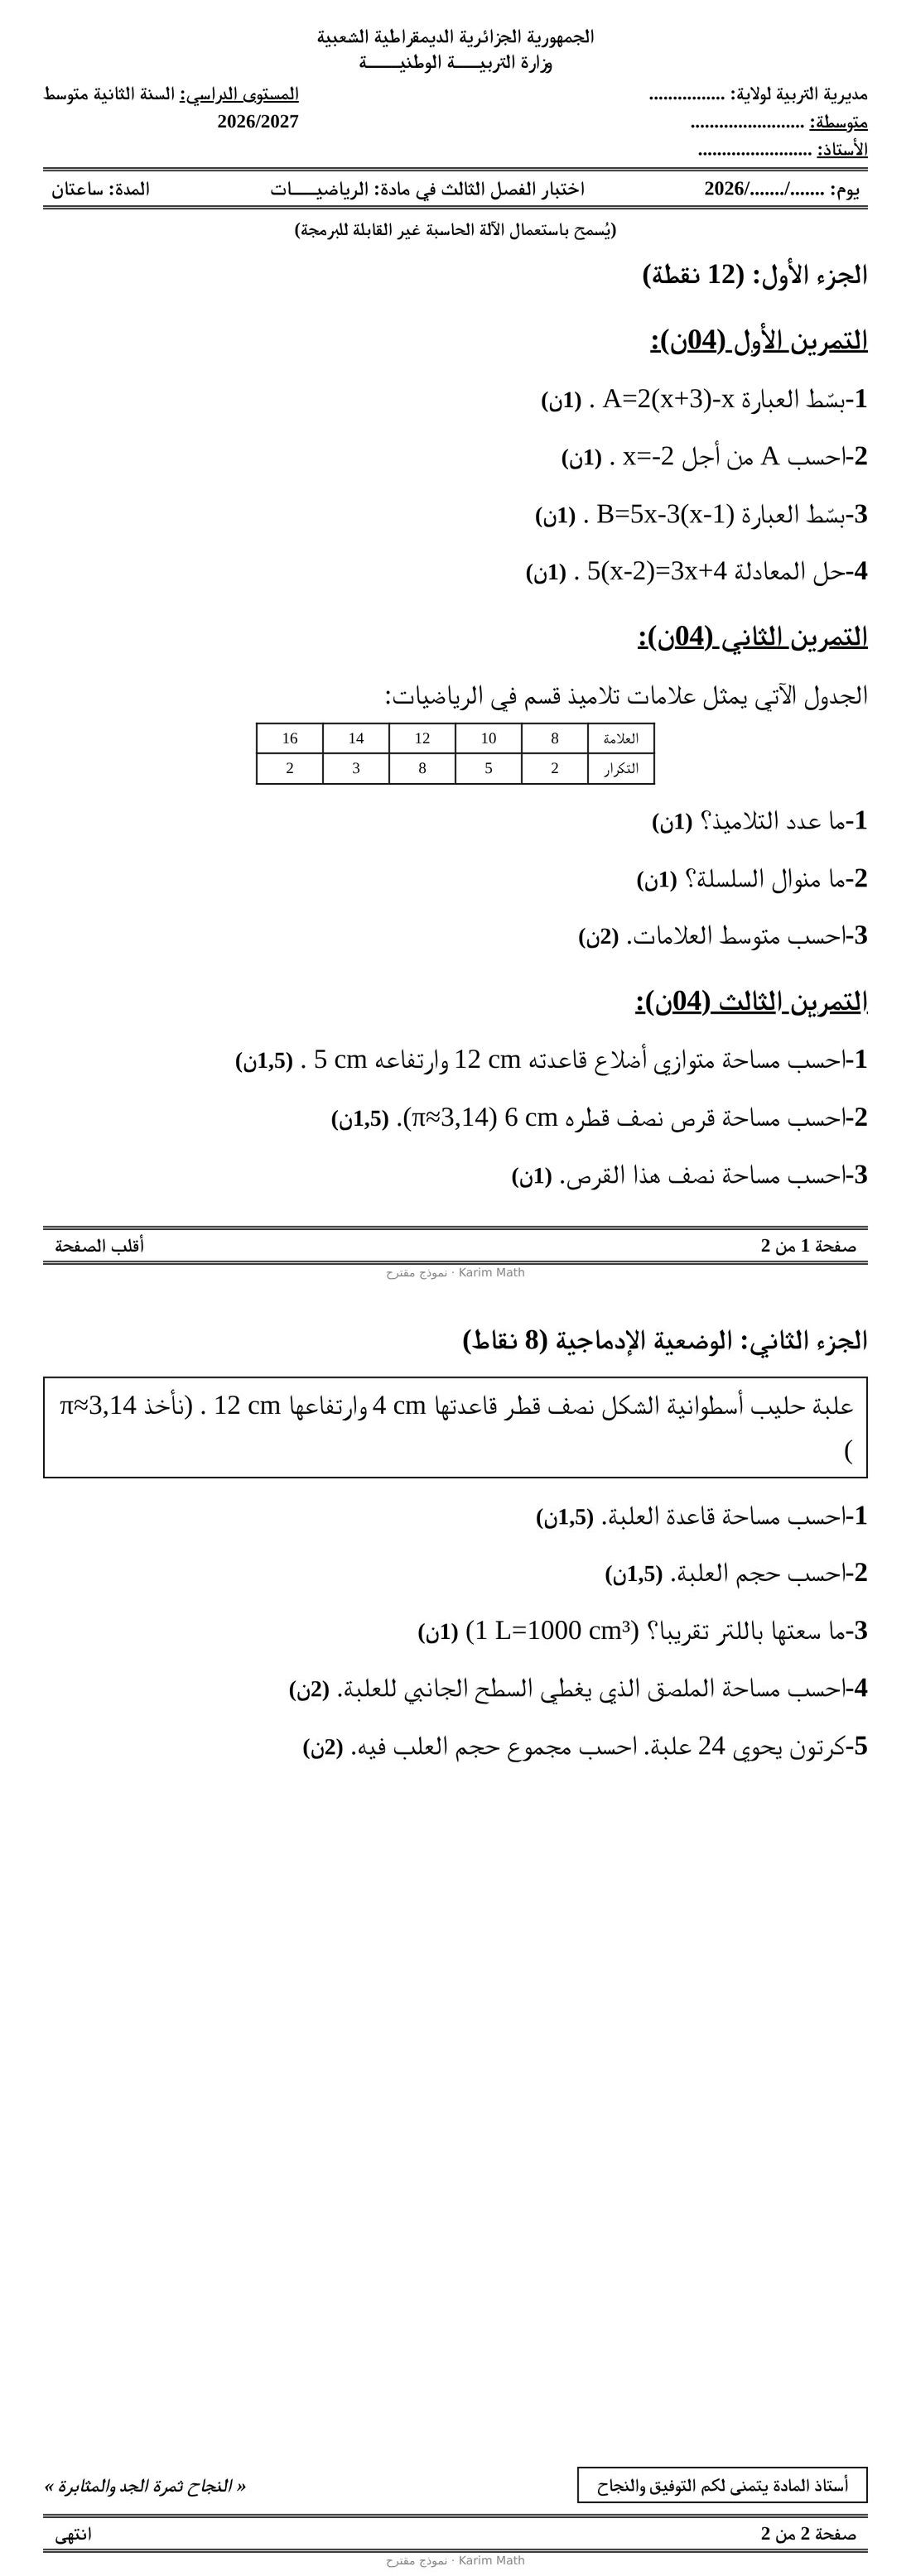 الجمهورية الجزائرية الديمقراطية الشعبية
وزارة التربيـــــة الوطنيــــــة
مديرية التربية لولاية: ................
المستوى الدراسي: السنة الثانية متوسط
متوسطة: ........................
2026/2027
الأستاذ: ........................
يوم: ......./......./2026
اختبار الفصل الثالث في مادة: الرياضيـــــات
المدة: ساعتان
(يُسمح باستعمال الآلة الحاسبة غير القابلة للبرمجة)
الجزء الأول: (12 نقطة)
التمرين الأول (04ن):
1-بسّط العبارة A=2(x+3)-x . (1ن)
2-احسب A من أجل x=-2 . (1ن)
3-بسّط العبارة B=5x-3(x-1) . (1ن)
4-حل المعادلة 5(x-2)=3x+4 . (1ن)
التمرين الثاني (04ن):
الجدول الآتي يمثل علامات تلاميذ قسم في الرياضيات:
العلامة 8 10 12 14 16
التكرار 2 5 8 3 2
1-ما عدد التلاميذ؟ (1ن)
2-ما منوال السلسلة؟ (1ن)
3-احسب متوسط العلامات. (2ن)
التمرين الثالث (04ن):
1-احسب مساحة متوازي أضلاع قاعدته 12 cm وارتفاعه 5 cm . (1,5ن)
2-احسب مساحة قرص نصف قطره 6 cm (π≈3,14). (1,5ن)
3-احسب مساحة نصف هذا القرص. (1ن)
صفحة 1 من 2
أقلب الصفحة
Karim Math · نموذج مقترح
الجزء الثاني: الوضعية الإدماجية (8 نقاط)
علبة حليب أسطوانية الشكل نصف قطر قاعدتها 4 cm وارتفاعها 12 cm . (نأخذ π≈3,14
)
1-احسب مساحة قاعدة العلبة. (1,5ن)
2-احسب حجم العلبة. (1,5ن)
3-ما سعتها باللتر تقريبا؟ (1 L=1000 cm³) (1ن)
4-احسب مساحة الملصق الذي يغطي السطح الجانبي للعلبة. (2ن)
5-كرتون يحوي 24 علبة. احسب مجموع حجم العلب فيه. (2ن)
أستاذ المادة يتمنى لكم التوفيق والنجاح
« النجاح ثمرة الجد والمثابرة »
صفحة 2 من 2
انتهى
Karim Math · نموذج مقترح